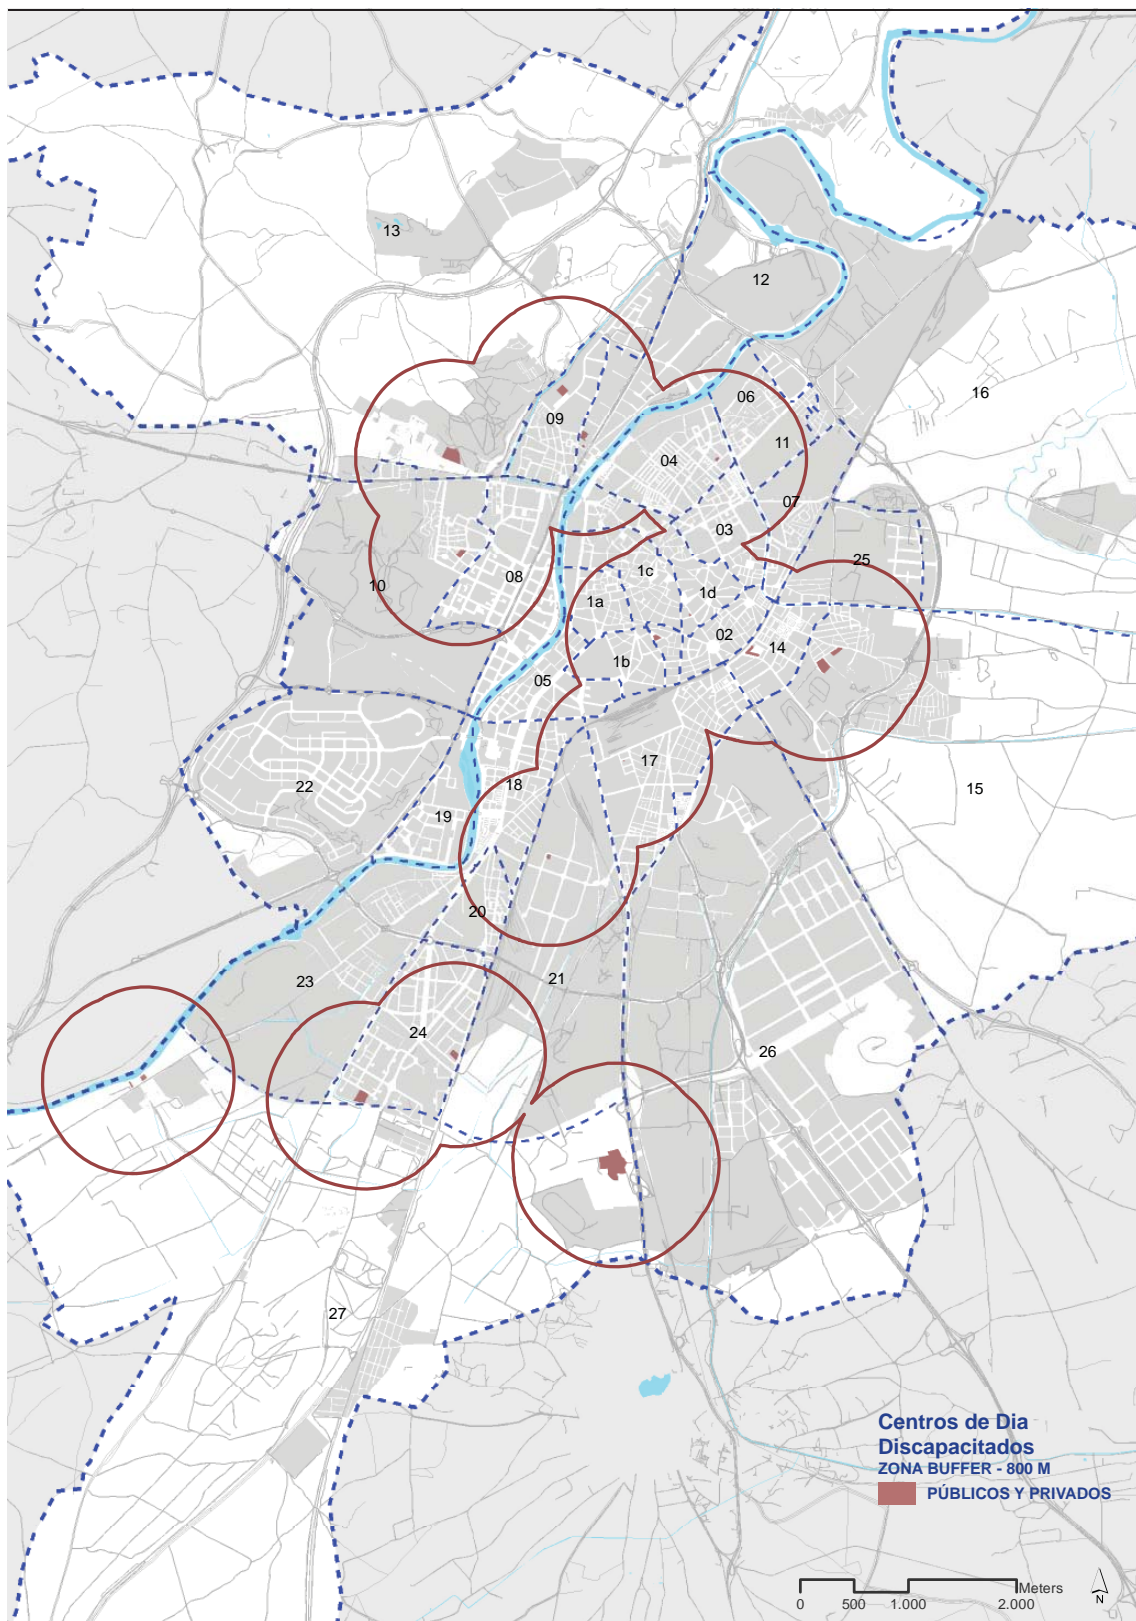 13
12
16
06
09
11
04
07
03
25
1c
08
10
1d
1a
02
14
1b
05
17
18
22
15
19
20
21
23
24
26
27
Centros de Dia
Discapacitados
ZONA BUFFER - 800 M
PÚBLICOS Y PRIVADOS
Meters
0 500 1.000 2.000
N